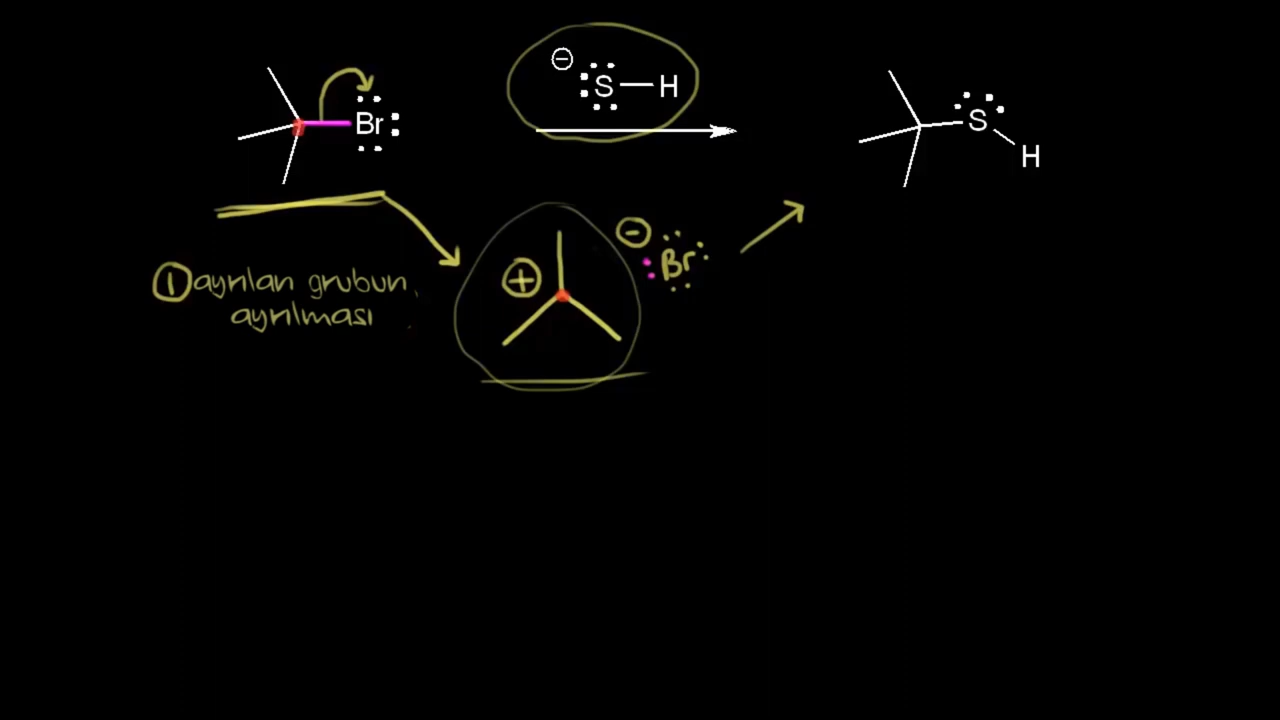 ⊖
S — H
Br
S
H
⊖
Br
⊕
① ayrılan grubun
ayrılması